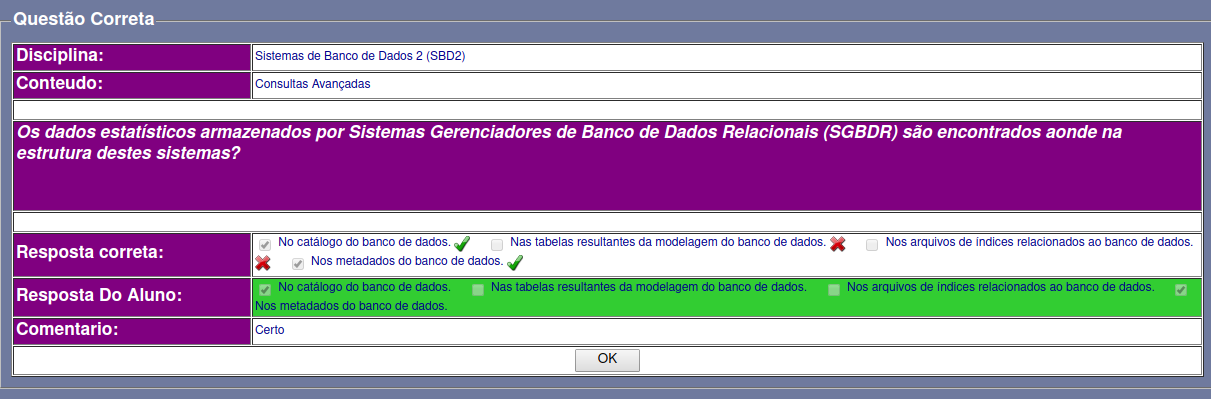 Questão Correta
Disciplina: Sistemas de Banco de Dados 2 (SBD2)
Conteudo: Consultas Avançadas
Os dados estatísticos armazenados por Sistemas Gerenciadores de Banco de Dados Relacionais (SGBDR) são encontrados aonde na
estrutura destes sistemas?
Resposta correta: No catálogo do banco de dados. Nas tabelas resultantes da modelagem do banco de dados. Nos arquivos de índices relacionados ao banco de dados.
Nos metadados do banco de dados.
Resposta Do Aluno: No catálogo do banco de dados. Nas tabelas resultantes da modelagem do banco de dados. Nos arquivos de índices relacionados ao banco de dados.
Nos metadados do banco de dados.
Comentario: Certo
OK